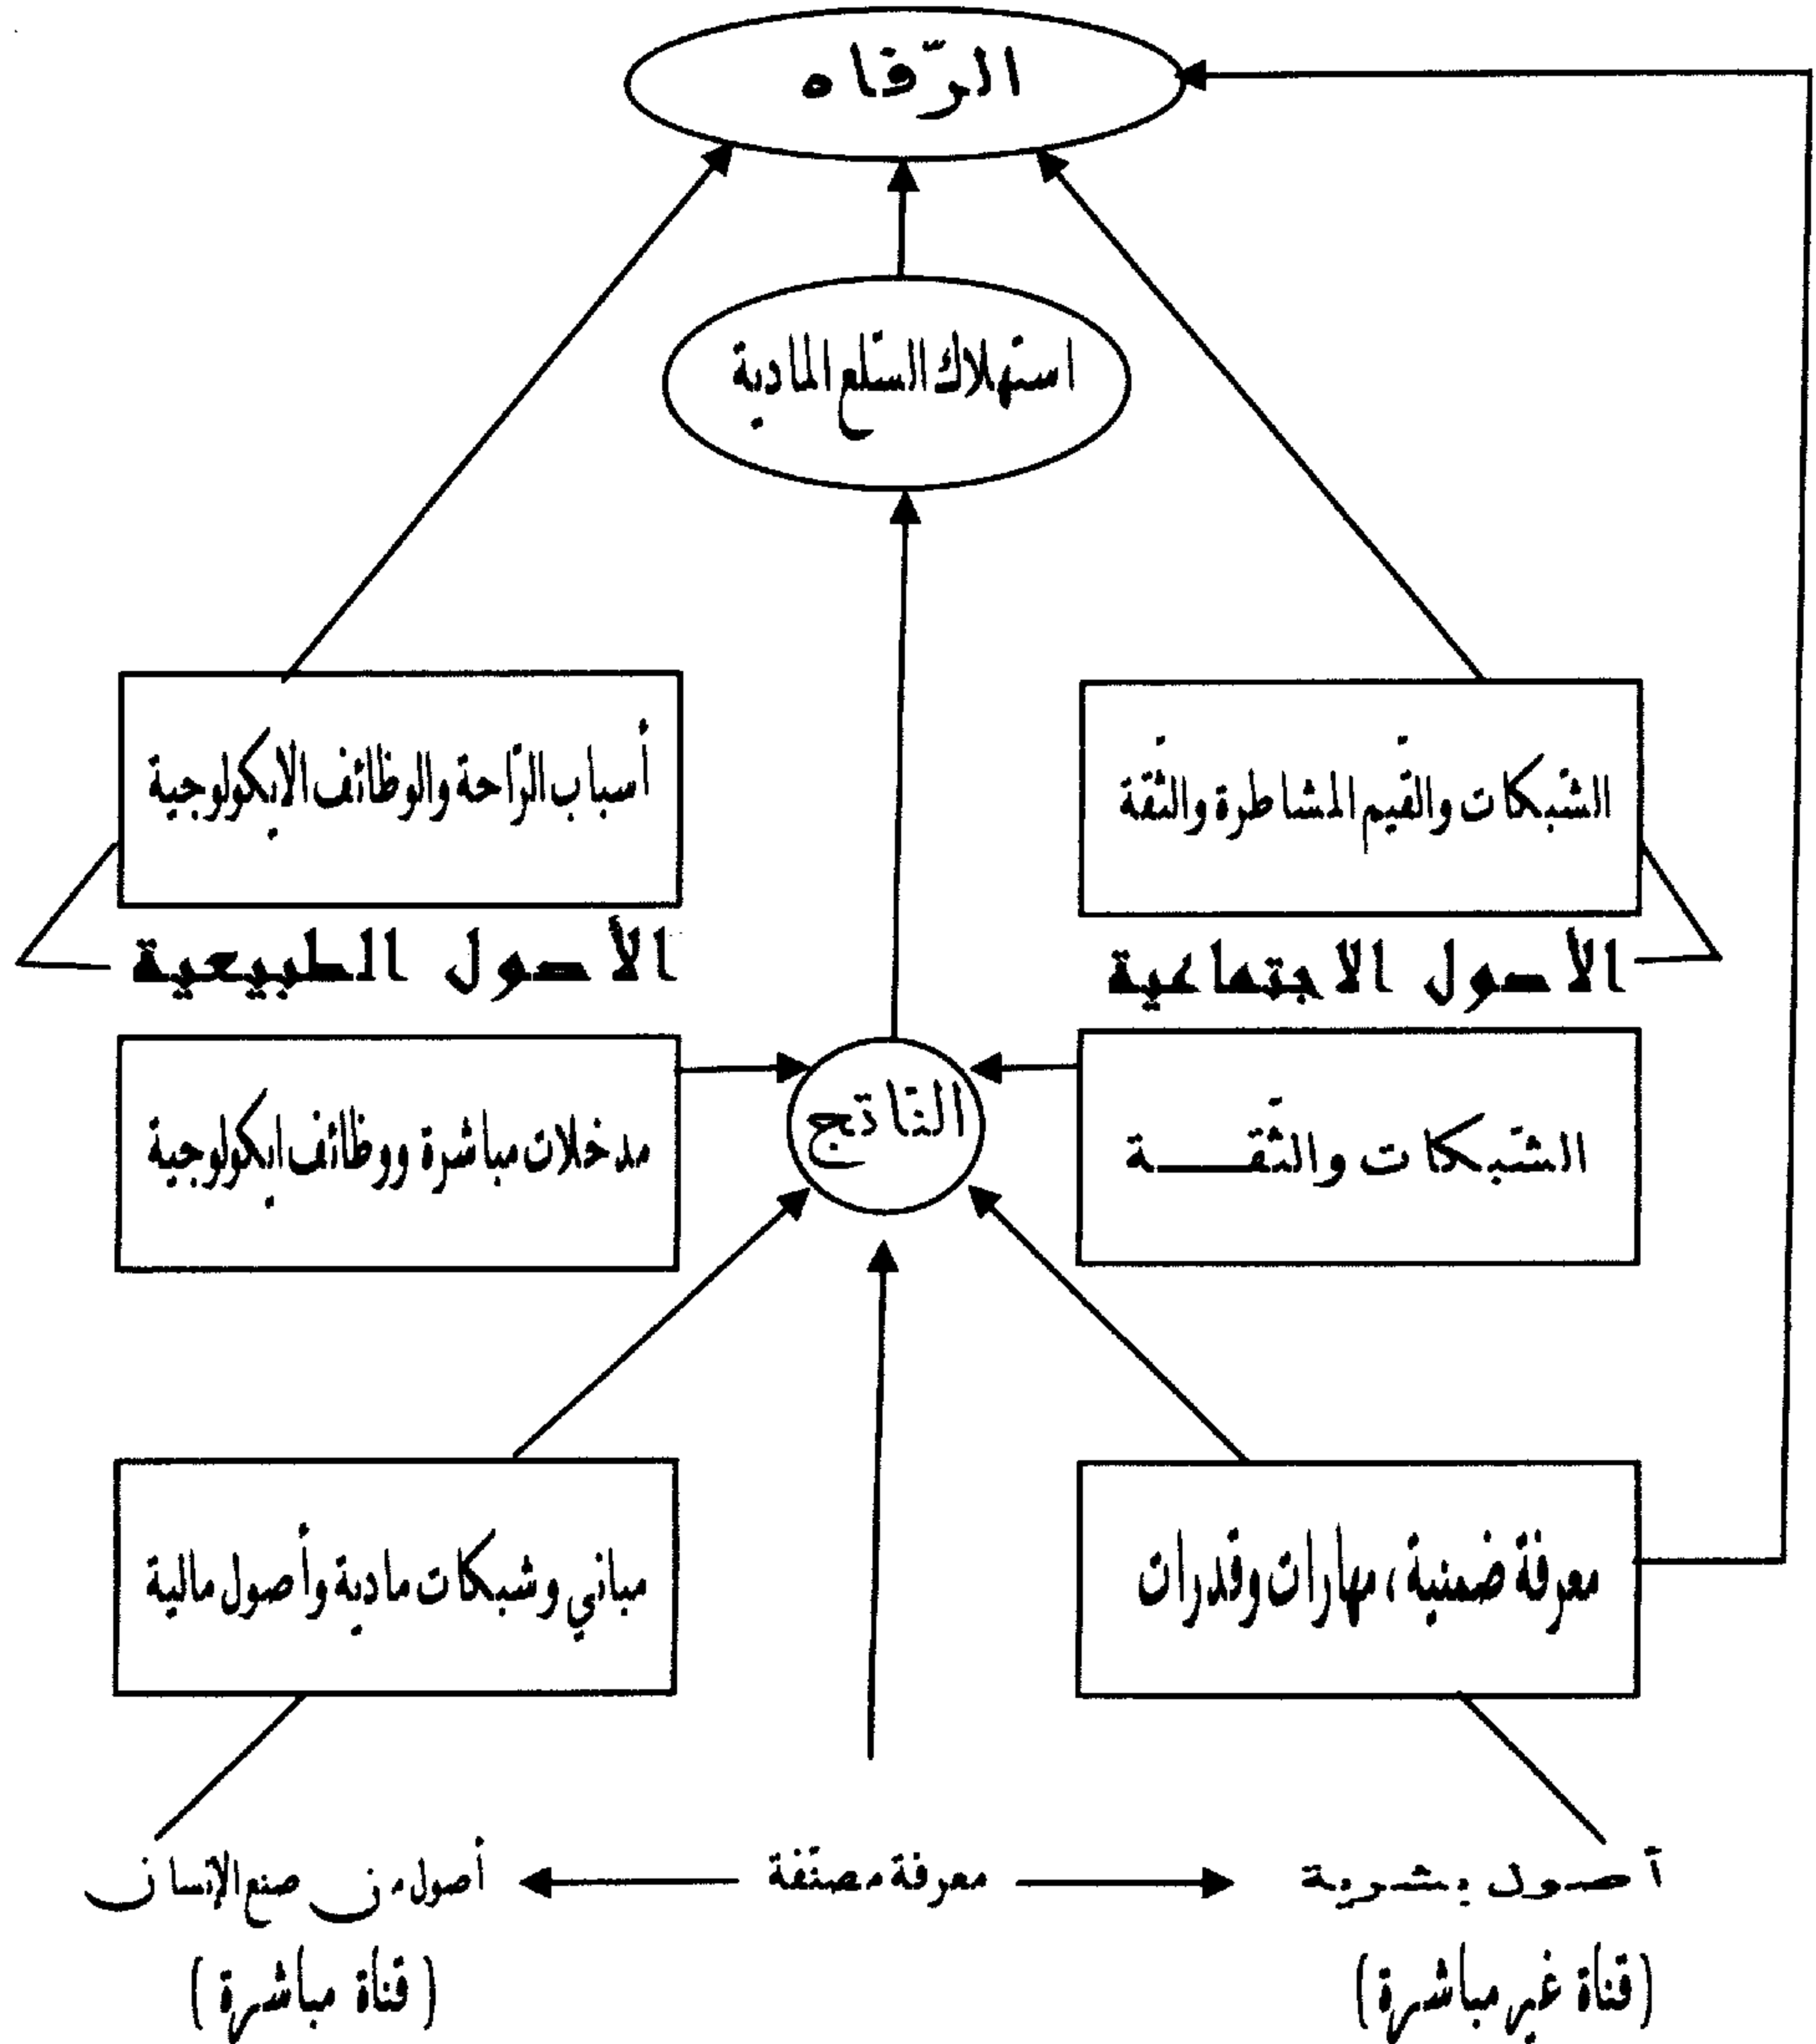 الرّفاه
استهلاك السّلع المادية
الشّبكات والقيم المشاطرة والثّقة
أسباب الرّاحة والوظائف الأيكولوجية
الأصول الاجتماعية
الأصول الطبيعية
الشّبكات والثّقـــة
النّاتج
مدخلات مباشرة ووظائف ايكولوجية
معرفة ضمنية، مهارات وقدرات
مباني وشبكات مادية وأصول مالية
أصول بشرية
معرفة مصنّفة
أصول من صنع الإنسان
(قناة غير مباشرة)
(قناة مباشرة)